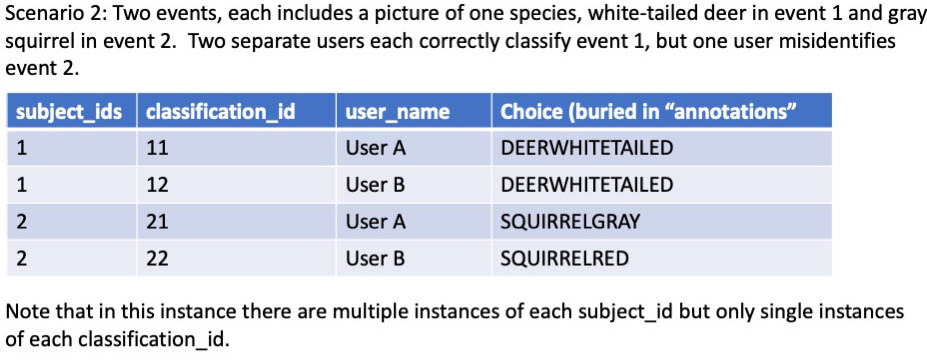 Scenario 2: Two events, each includes a picture of one species, white-tailed deer in event 1 and gray
squirrel in event 2.  Two separate users each correctly classify event 1, but one user misidentifies
event 2.
subject_ids classification_id user_name Choice (buried in “annotations”
1 11 User A DEERWHITETAILED
1 12 User B DEERWHITETAILED
2 21 User A SQUIRRELGRAY
2 22 User B SQUIRRELRED
Note that in this instance there are multiple instances of each subject_id but only single instances
of each classification_id.